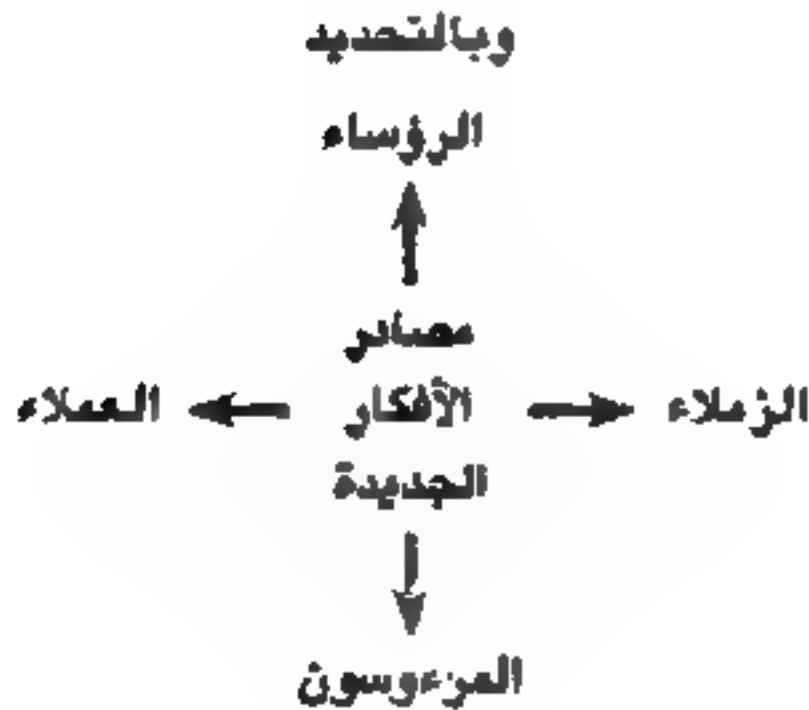 وبالتحديد
الرؤساء
مصادر
الأفكار
الجديدة
الزملاء
العملاء
المرءوسون